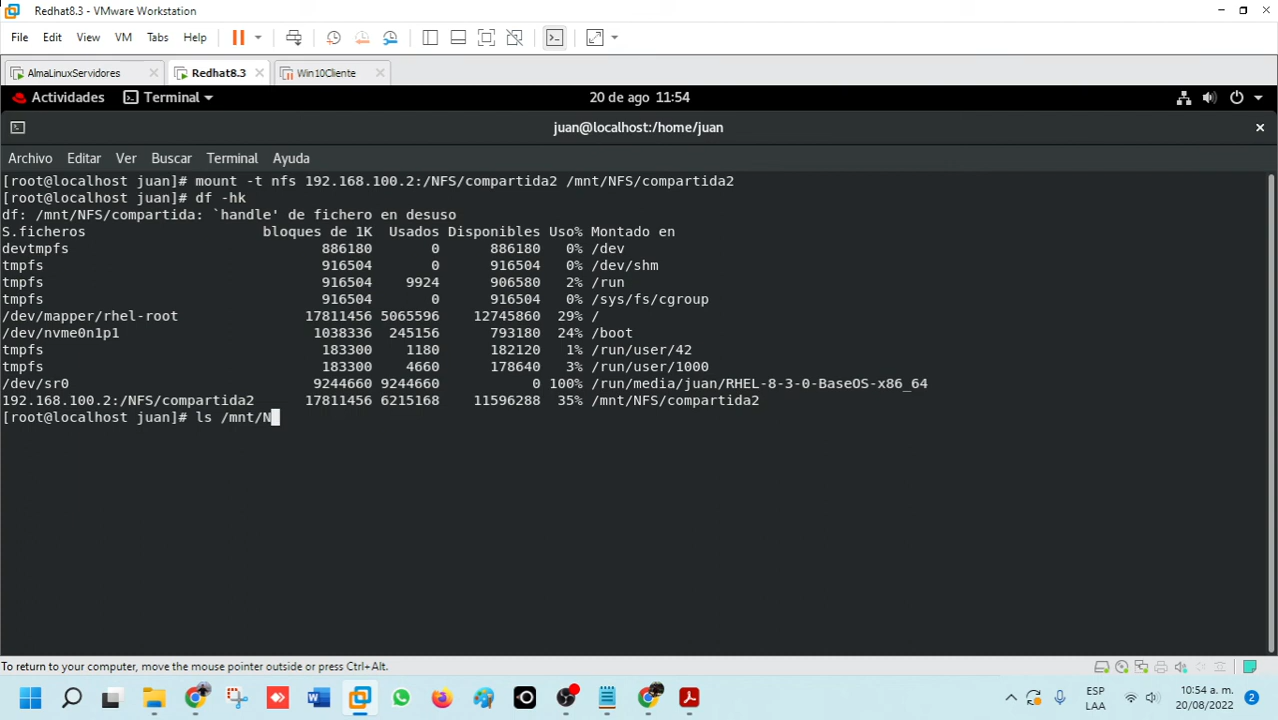 Redhat8.3 - VMware Workstation
File Edit View VM Tabs Help
AlmaLinuxServidores Redhat8.3 Win10Cliente
Actividades Terminal 20 de ago 11:54
juan@localhost:/home/juan
Archivo Editar Ver Buscar Terminal Ayuda
[root@localhost juan]# mount -t nfs 192.168.100.2:/NFS/compartida2 /mnt/NFS/compartida2
[root@localhost juan]# df -hk
df: /mnt/NFS/compartida: `handle' de fichero en desuso
S.ficheros bloques de 1K Usados Disponibles Uso% Montado en
devtmpfs 886180 0 886180 0% /dev
tmpfs 916504 0 916504 0% /dev/shm
tmpfs 916504 9924 906580 2% /run
tmpfs 916504 0 916504 0% /sys/fs/cgroup
/dev/mapper/rhel-root 17811456 5065596 12745860 29% /
/dev/nvme0n1p1 1038336 245156 793180 24% /boot
tmpfs 183300 1180 182120 1% /run/user/42
tmpfs 183300 4660 178640 3% /run/user/1000
/dev/sr0 9244660 9244660 0 100% /run/media/juan/RHEL-8-3-0-BaseOS-x86_64
192.168.100.2:/NFS/compartida2 17811456 6215168 11596288 35% /mnt/NFS/compartida2
[root@localhost juan]# ls /mnt/N
To return to your computer, move the mouse pointer outside or press Ctrl+Alt.
ESP 10:54 a. m.
LAA 20/08/2022 2